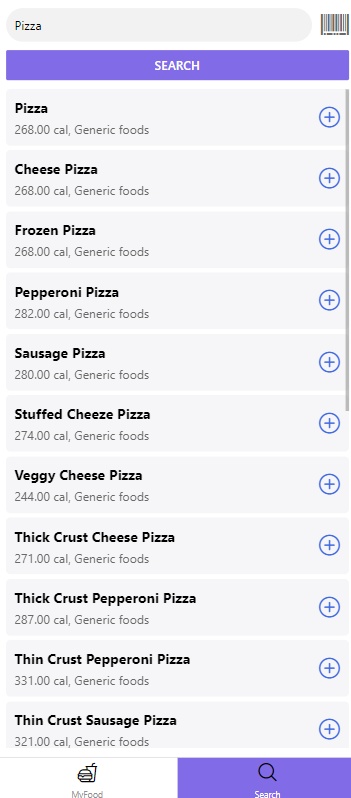 Pizza
SEARCH
Pizza
268.00 cal, Generic foods
Cheese Pizza
268.00 cal, Generic foods
Frozen Pizza
268.00 cal, Generic foods
Pepperoni Pizza
282.00 cal, Generic foods
Sausage Pizza
280.00 cal, Generic foods
Stuffed Cheeze Pizza
274.00 cal, Generic foods
Veggy Cheese Pizza
244.00 cal, Generic foods
Thick Crust Cheese Pizza
271.00 cal, Generic foods
Thick Crust Pepperoni Pizza
287.00 cal, Generic foods
Thin Crust Pepperoni Pizza
331.00 cal, Generic foods
Thin Crust Sausage Pizza
321.00 cal, Generic foods
MyFood
Search